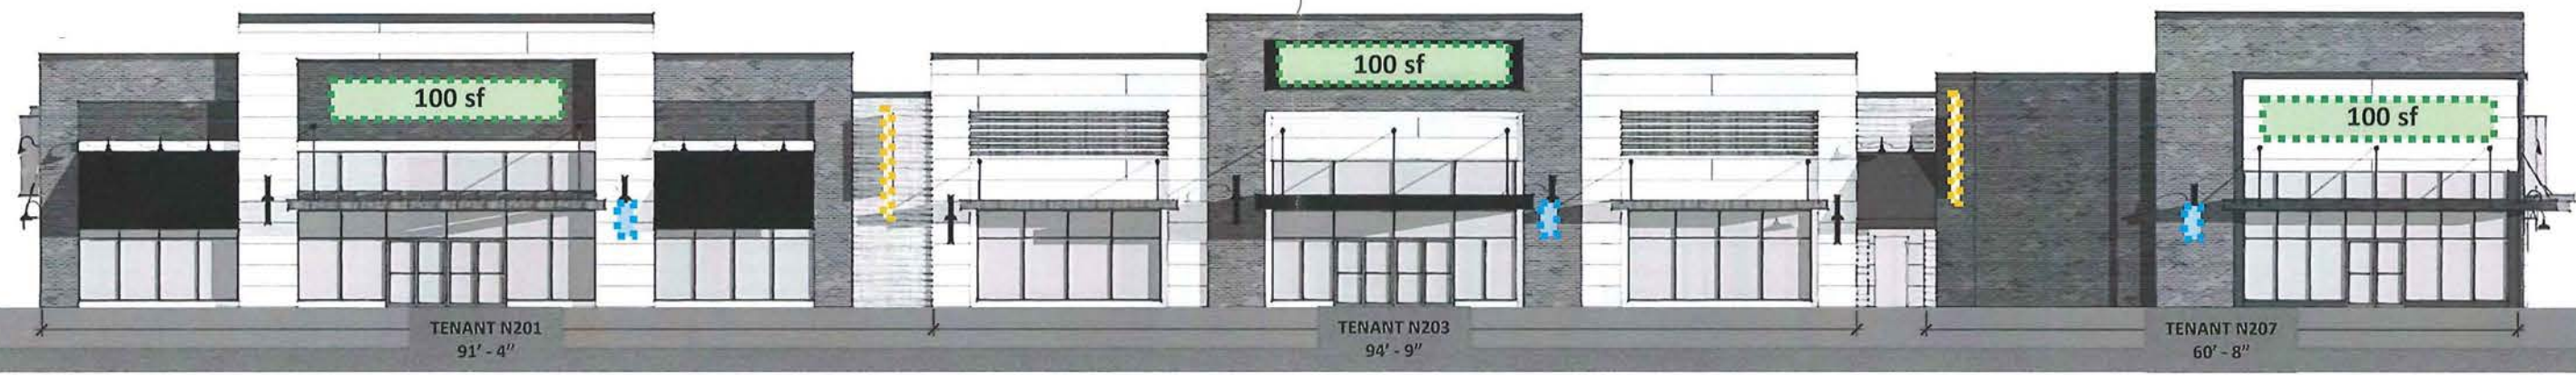 100 sf
100 sf
100 sf
TENANT N201
91' - 4"
TENANT N203
94' - 9"
TENANT N207
60' - 8"